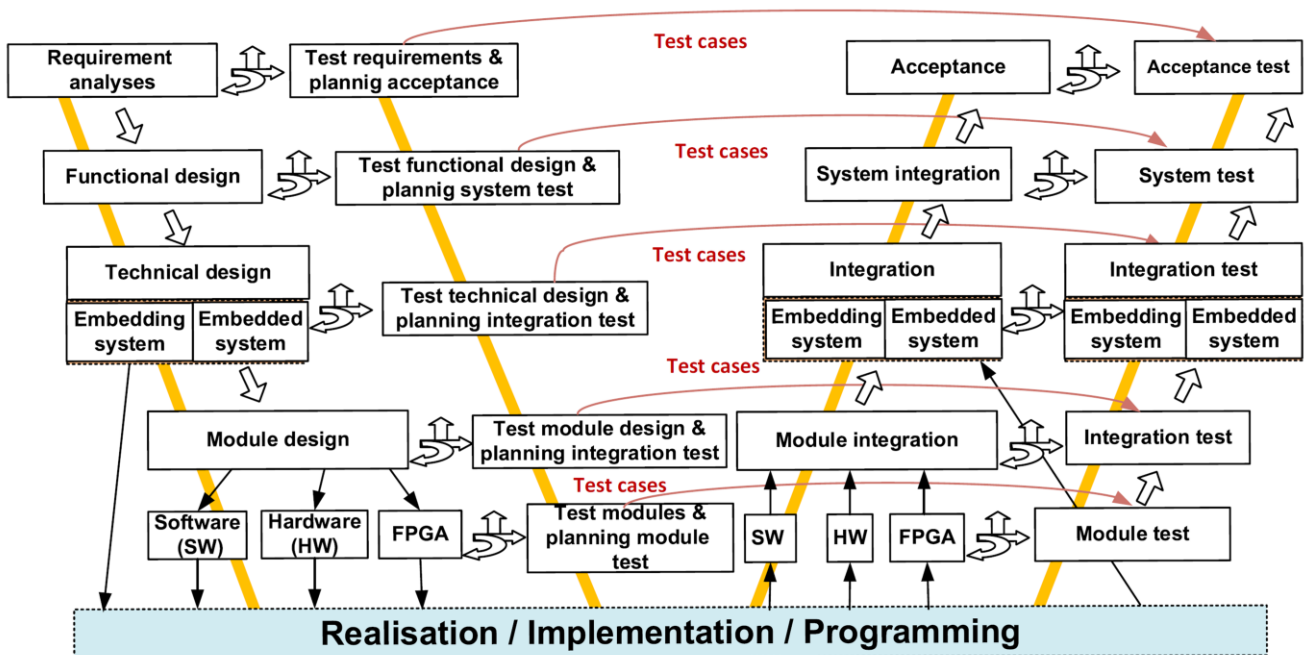 Test cases
Requirement
analyses
Test requirements &
plannig acceptance
Acceptance
Acceptance test
Test cases
Functional design
Test functional design &
plannig system test
System integration
System test
Test cases
Technical design
Embedding
system
Embedded
system
Test technical design &
planning integration test
Integration
Embedding
system
Embedded
system
Integration test
Embedding
system
Embedded
system
Test cases
Module design
Test module design &
planning integration test
Module integration
Integration test
Test cases
Software
(SW)
Hardware
(HW)
FPGA
Test modules &
planning module
test
SW
HW
FPGA
Module test
Realisation / Implementation / Programming